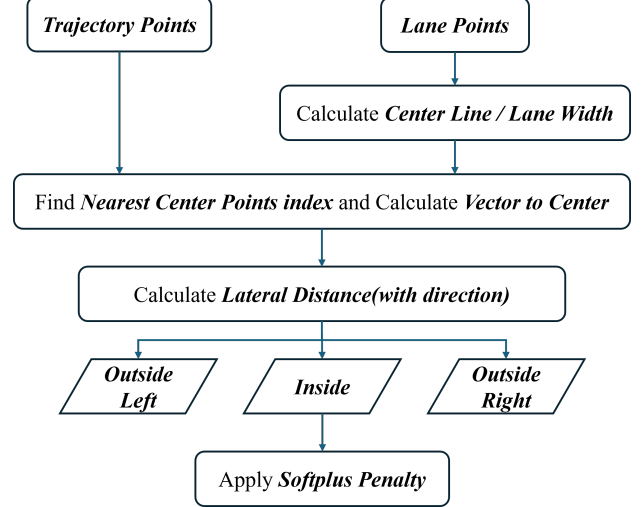 Trajectory Points
Lane Points
Calculate Center Line / Lane Width
Find Nearest Center Points index and Calculate Vector to Center
Calculate Lateral Distance(with direction)
Outside
Left
Inside
Outside
Right
Apply Softplus Penalty